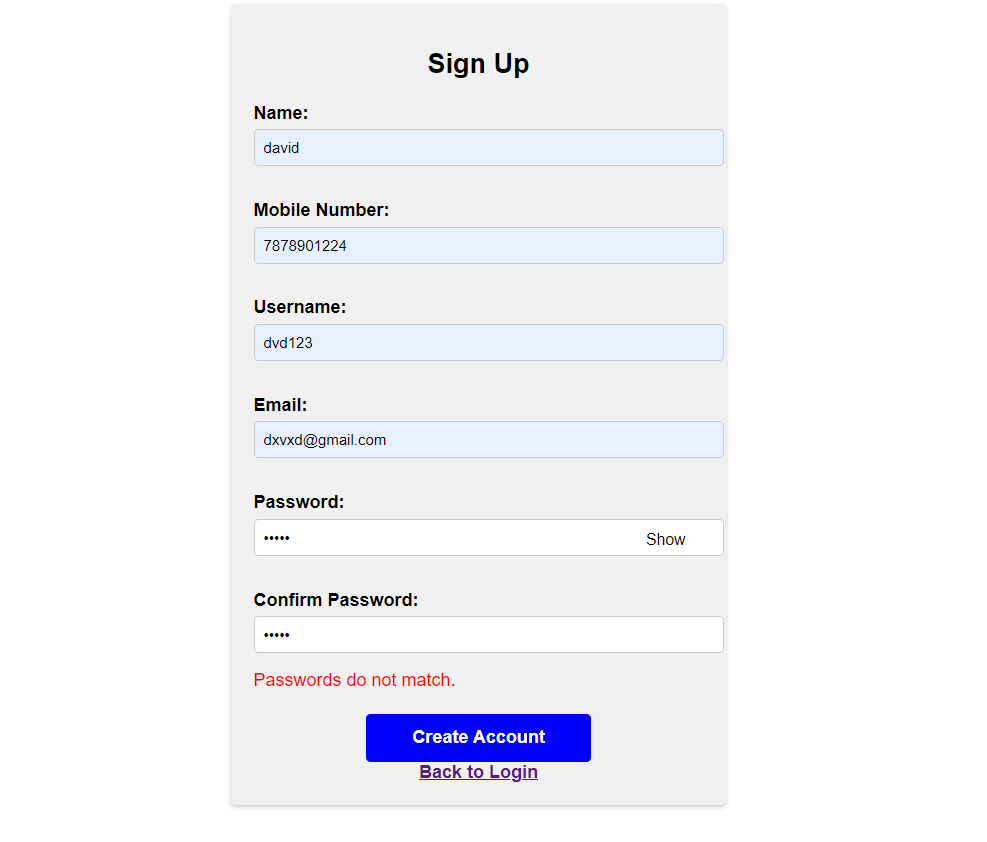 Sign Up
Name:
david
Mobile Number:
7878901224
Username:
dvd123
Email:
dxvxd@gmail.com
Password:
••••• Show
Confirm Password:
•••••
Passwords do not match.
Create Account
Back to Login